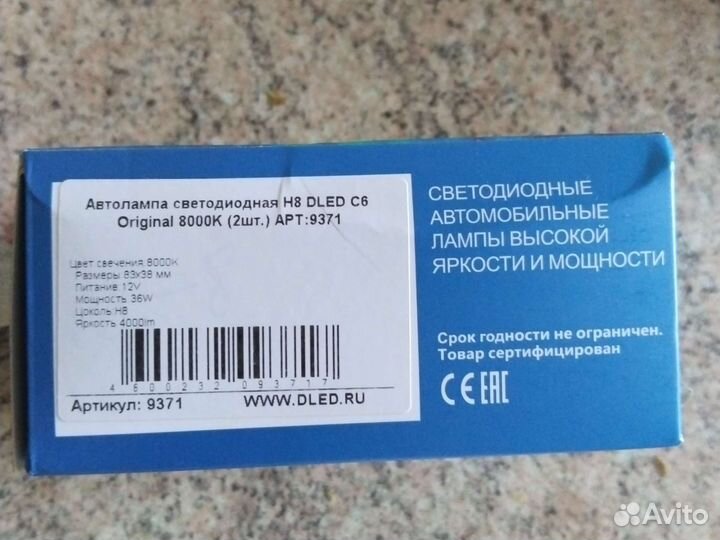 Автолампа светодиодная H8 DLED C6
Original 8000K (2шт.) АРТ:9371
Цвет свечения 8000K
Размеры 83x38 мм
Питание 12V
Мощность 36W
Цоколь H8
Яркость 4000lm
4600232093717
Артикул: 9371
WWW.DLED.RU
СВЕТОДИОДНЫЕ
АВТОМОБИЛЬНЫЕ
ЛАМПЫ ВЫСОКОЙ
ЯРКОСТИ И МОЩНОСТИ
Срок годности не ограничен.
Товар сертифицирован
CE EAC
Avito